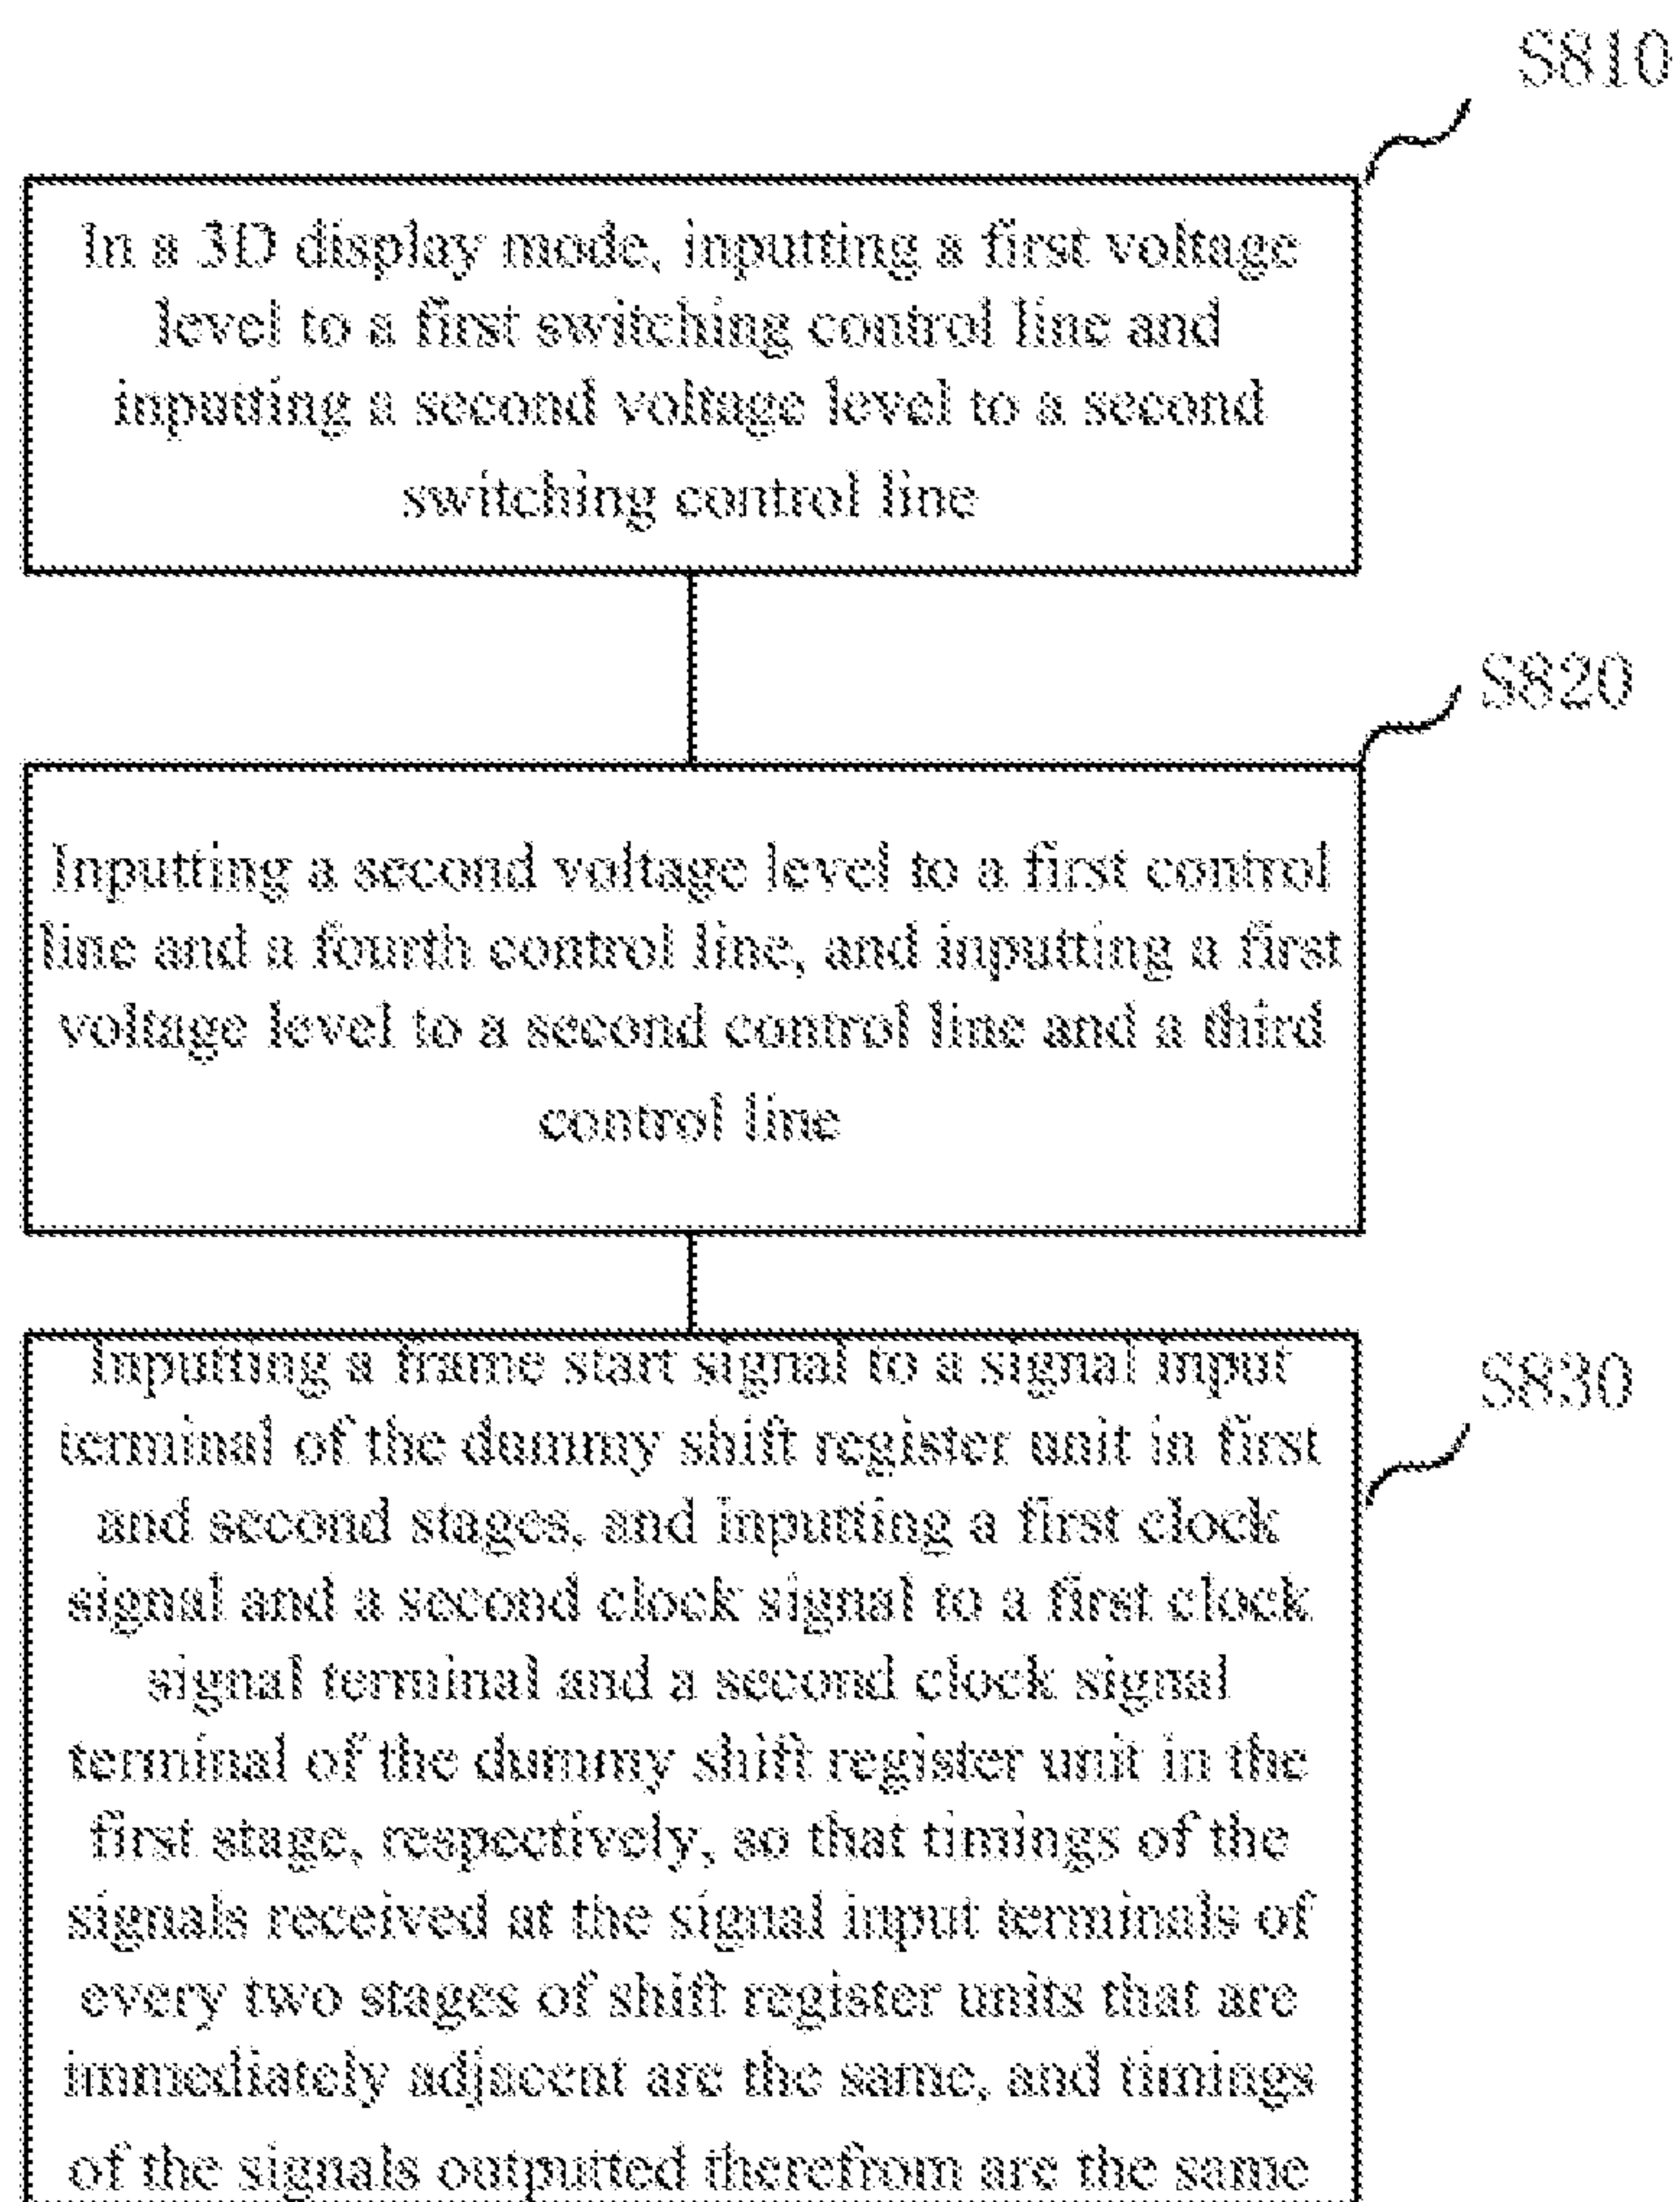 S810
In a 3D display mode, inputting a first voltage
level to a first switching control line and
inputting a second voltage level to a second
switching control line
S820
Inputting a second voltage level to a first control
line and a fourth control line, and inputting a first
voltage level to a second control line and a third
control line
S830
Inputting a frame start signal to a signal input
terminal of the dummy shift register unit in first
and second stages, and inputting a first clock
signal and a second clock signal to a first clock
signal terminal and a second clock signal
terminal of the dummy shift register unit in the
first stage, respectively, so that timings of the
signals received at the signal input terminals of
every two stages of shift register units that are
immediately adjacent are the same, and timings
of the signals outputted therefrom are the same